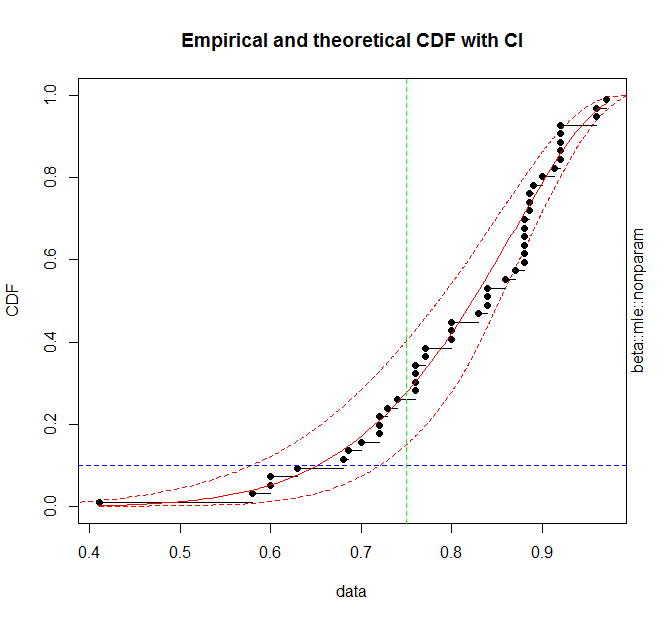 Empirical and theoretical CDF with CI
1.0
0.8
0.6
0.4
0.2
0.0
CDF
beta::mle::nonparam
0.4 0.5 0.6 0.7 0.8 0.9
data